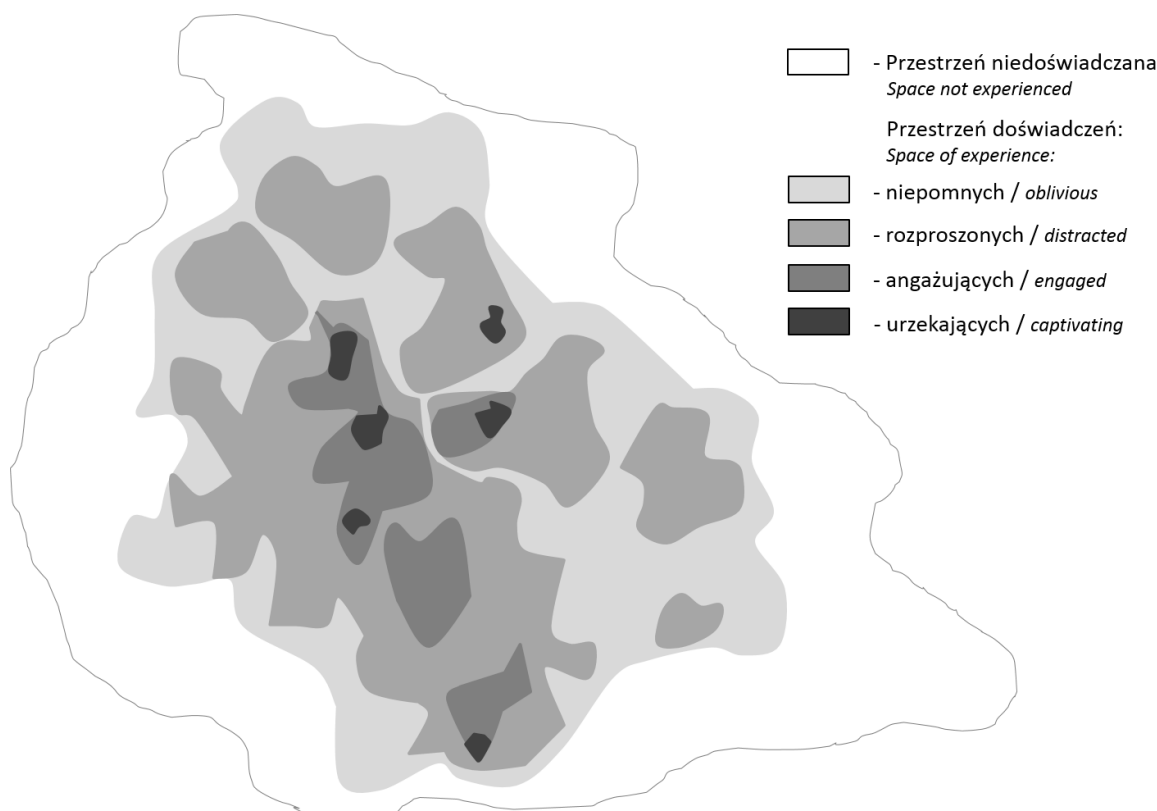 - Przestrzeń niedoświadczana
Space not experienced
Przestrzeń doświadczeń:
Space of experience:
- niepomnych / oblivious
- rozproszonych / distracted
- angażujących / engaged
- urzekających / captivating